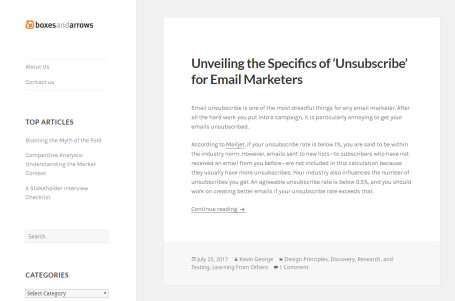 boxesandarrows
About Us
Contact us
TOP ARTICLES
Blasting the Myth of the Fold
Competitive Analysis:
Understanding the Market
Context
A Stakeholder Interview
Checklist
Search …
CATEGORIES
Select Category
Unveiling the Specifics of ‘Unsubscribe’
for Email Marketers
Email unsubscribe is one of the most dreadful things for any email marketer. After
all the hard work you put into a campaign, it is particularly annoying to get your
emails unsubscribed.
According to Mailjet, if your unsubscribe rate is below 1%, you are said to be within
the industry norm. However, emails sent to new lists—to subscribers who have not
received an email from you before—are not included in this calculation because
they usually have more unsubscribes. Your industry also influences the number of
unsubscribes you get. An agreeable unsubscribe rate is below 0.5%, and you should
work on creating better emails if your unsubscribe rate exceeds that.
Continue reading →
July 25, 2017 Kevin George Design Principles, Discovery, Research, and
Testing, Learning From Others 1 Comment